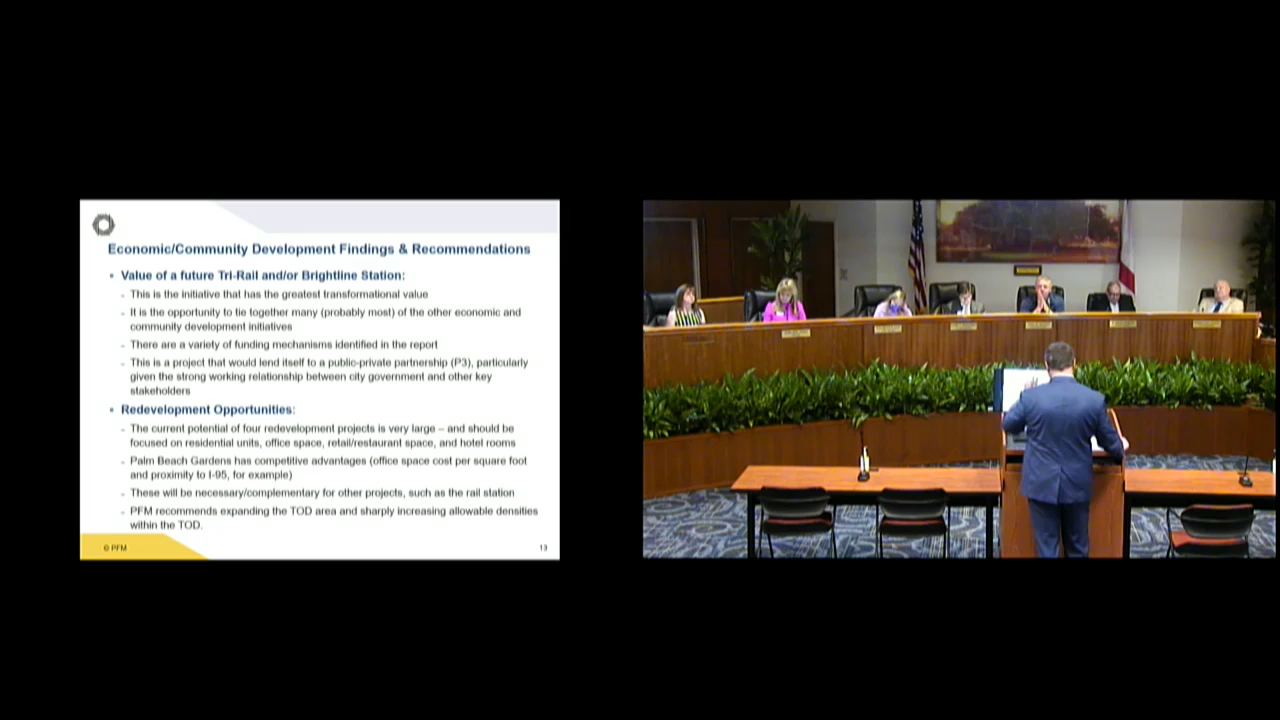 Economic/Community Development Findings & Recommendations
• Value of a future Tri-Rail and/or Brightline Station:
- This is the initiative that has the greatest transformational value
- It is the opportunity to tie together many (probably most) of the other economic and
community development initiatives
- There are a variety of funding mechanisms identified in the report
- This is a project that would lend itself to a public-private partnership (P3), particularly
given the strong working relationship between city government and other key
stakeholders
• Redevelopment Opportunities:
- The current potential of four redevelopment projects is very large – and should be
focused on residential units, office space, retail/restaurant space, and hotel rooms
- Palm Beach Gardens has competitive advantages (office space cost per square foot
and proximity to I-95, for example)
- These will be necessary/complementary for other projects, such as the rail station
- PFM recommends expanding the TOD area and sharply increasing allowable densities
within the TOD.
© PFM
13